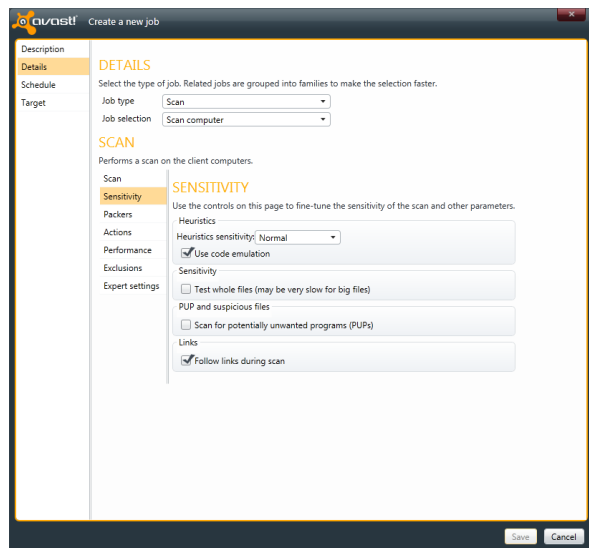 avast! Create a new job
Description
Details
Schedule
Target
DETAILS
Select the type of job. Related jobs are grouped into families to make the selection faster.
Job type Scan
Job selection Scan computer
SCAN
Performs a scan on the client computers.
Scan
Sensitivity
Packers
Actions
Performance
Exclusions
Expert settings
SENSITIVITY
Use the controls on this page to fine-tune the sensitivity of the scan and other parameters.
Heuristics
Heuristics sensitivity: Normal
Use code emulation
Sensitivity
Test whole files (may be very slow for big files)
PUP and suspicious files
Scan for potentially unwanted programs (PUPs)
Links
Follow links during scan
Save Cancel